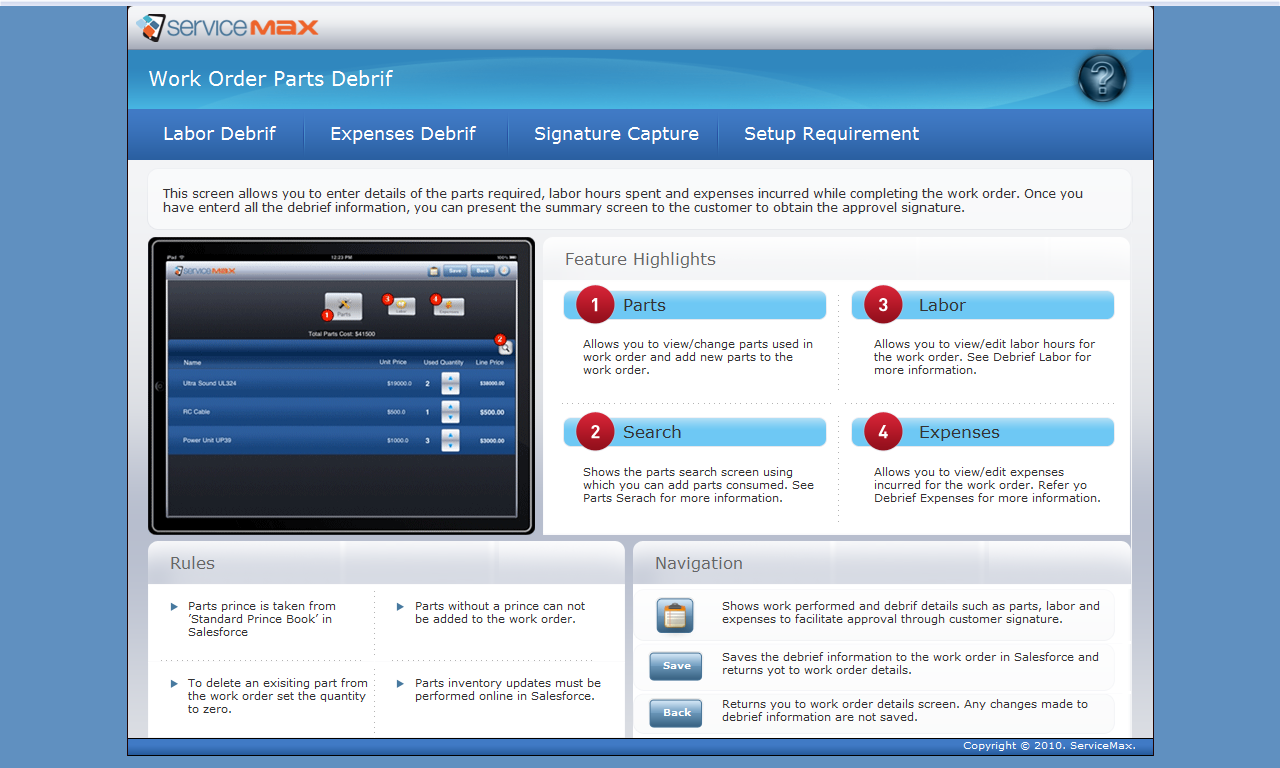 serviceMAX
Work Order Parts Debrif
?
Labor Debrif
Expenses Debrif
Signature Capture
Setup Requirement
This screen allows you to enter details of the parts required, labor hours spent and expenses incurred while completing the work order. Once you
have enterd all the debrief information, you can present the summary screen to the customer to obtain the approvel signature.
iPad
12:23 PM
100%
serviceMAX
Save
Back
1
Parts
3
Labor
4
Expenses
Total Parts Cost: $41500
2
Name
Unit Price
Used Quantity
Line Price
Ultra Sound UL324
$19000.0
2
$38000.00
RC Cable
$500.0
1
$500.00
Power Unit UP39
$1000.0
3
$3000.00
Feature Highlights
1
Parts
Allows you to view/change parts used in
work order and add new parts to the
work order.
3
Labor
Allows you to view/edit labor hours for
the work order. See Debrief Labor for
more information.
2
Search
Shows the parts search screen using
which you can add parts consumed. See
Parts Serach for more information.
4
Expenses
Allows you to view/edit expenses
incurred for the work order. Refer yo
Debrief Expenses for more information.
Rules
Parts prince is taken from
‘Standard Prince Book’ in
Salesforce
Parts without a prince can not
be added to the work order.
To delete an exisiting part from
the work order set the quantity
to zero.
Parts inventory updates must be
performed online in Salesforce.
Navigation
Shows work performed and debrif details such as parts, labor and
expenses to facilitate approval through customer signature.
Save
Saves the debrief information to the work order in Salesforce and
returns yot to work order details.
Back
Returns you to work order details screen. Any changes made to
debrief information are not saved.
Copyright © 2010. ServiceMax.